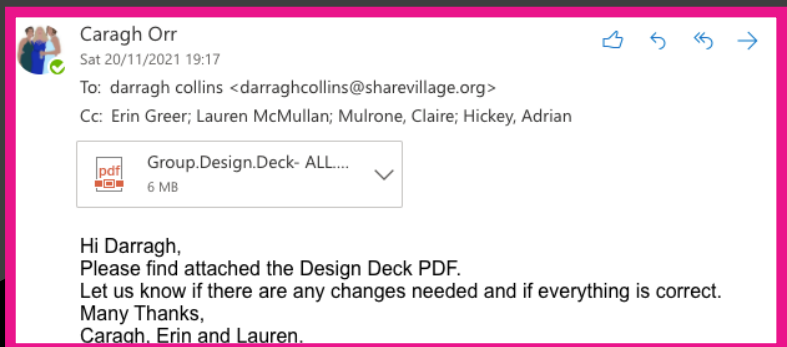 Caragh Orr
Sat 20/11/2021 19:17
To: darragh collins <darraghcollins@sharevillage.org>
Cc: Erin Greer; Lauren McMullan; Mulrone, Claire; Hickey, Adrian
pdf
Group.Design.Deck- ALL....
6 MB
Hi Darragh,
Please find attached the Design Deck PDF.
Let us know if there are any changes needed and if everything is correct.
Many Thanks,
Caragh, Erin and Lauren.